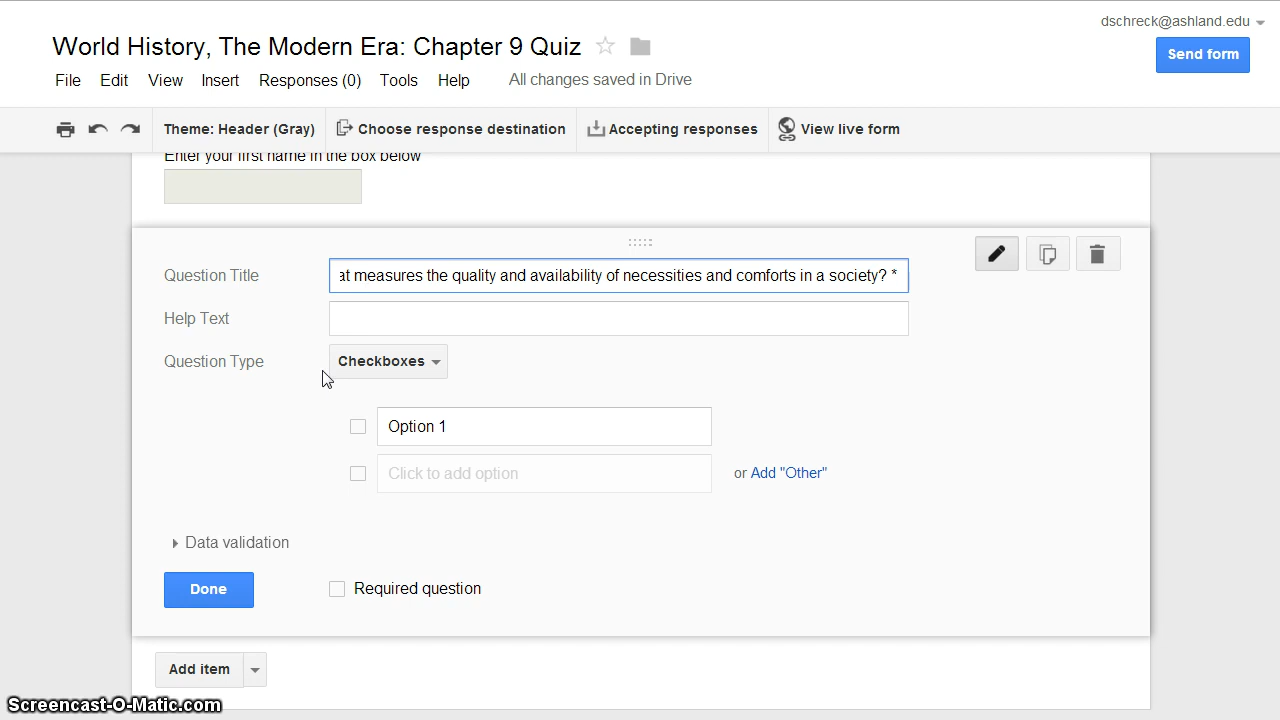 dschreck@ashland.edu
World History, The Modern Era: Chapter 9 Quiz
Send form
File Edit View Insert Responses (0) Tools Help All changes saved in Drive
Theme: Header (Gray) Choose response destination Accepting responses View live form
Enter your first name in the box below
Question Title at measures the quality and availability of necessities and comforts in a society? *
Help Text
Question Type Checkboxes
Option 1
Click to add option or Add "Other"
Data validation
Done Required question
Add item
Screencast-O-Matic.com